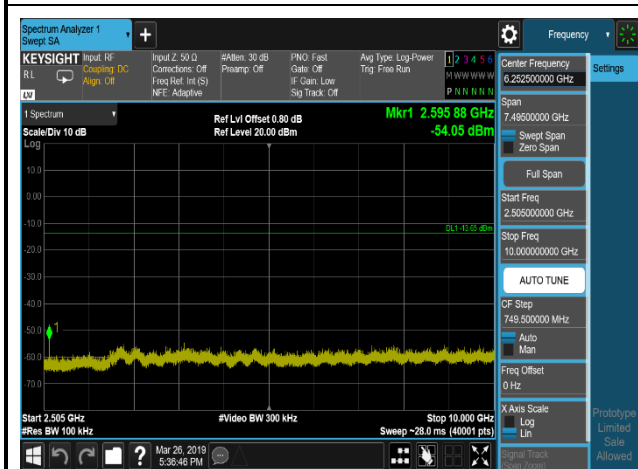 Spectrum Analyzer 1
Swept SA
+
Frequency
KEYSIGHT
RL
LXI
Input: RF
Coupling: DC
Align: Off
Input Z: 50 Ω
Corrections: Off
Freq Ref: Int (S)
NFE: Adaptive
#Atten: 30 dB
Preamp: Off
PNO: Fast
Gate: Off
IF Gain: Low
Sig Track: Off
Avg Type: Log-Power
Trig: Free Run
1 2 3 4 5 6
M W W W W W
P N N N N N
Center Frequency
6.252500000 GHz
Settings
1 Spectrum
Scale/Div 10 dB
Log
Ref Lvl Offset 0.80 dB
Ref Level 20.00 dBm
Mkr1 2.595 88 GHz
-54.05 dBm
Span
7.49500000 GHz
Swept Span
Zero Span
Full Span
Start Freq
2.505000000 GHz
Stop Freq
10.000000000 GHz
AUTO TUNE
CF Step
749.500000 MHz
Auto
Man
Freq Offset
0 Hz
X Axis Scale
Log
Lin
Signal Track
(Span Zoom)
10.0
0.00
-10.0
DL1 -13.65 dBm
-20.0
-30.0
-40.0
-50.0
1
-60.0
-70.0
Start 2.505 GHz
#Res BW 100 kHz
#Video BW 300 kHz
Stop 10.000 GHz
Sweep ~28.0 ms (40001 pts)
Prototype
Limited
Sale
Allowed
?
Mar 26, 2019
5:36:46 PM